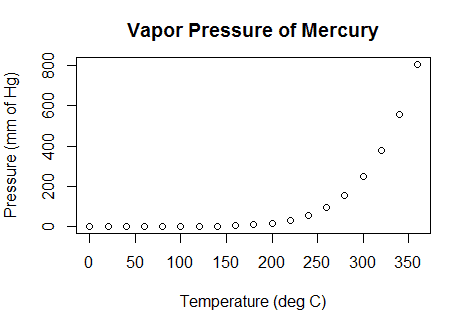 Vapor Pressure of Mercury
Pressure (mm of Hg)
800
600
400
200
0
0 50 100 150 200 250 300 350
Temperature (deg C)